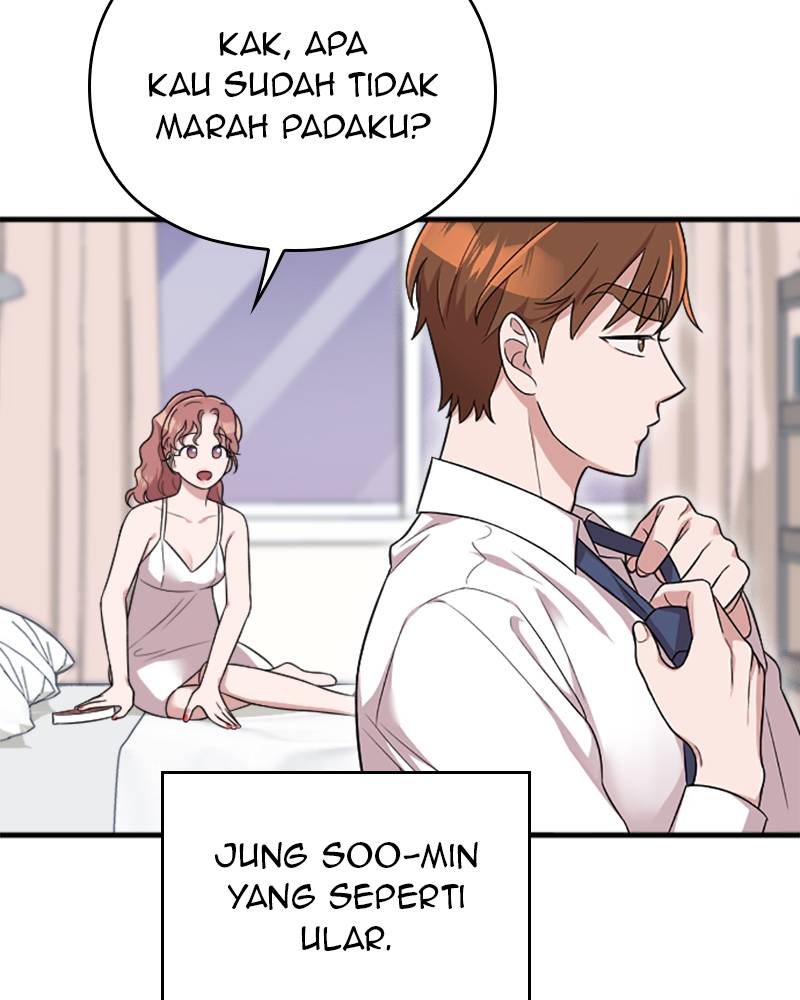 KAK, APA
KAU SUDAH TIDAK
MARAH PADAKU?
JUNG SOO-MIN
YANG SEPERTI
ULAR.